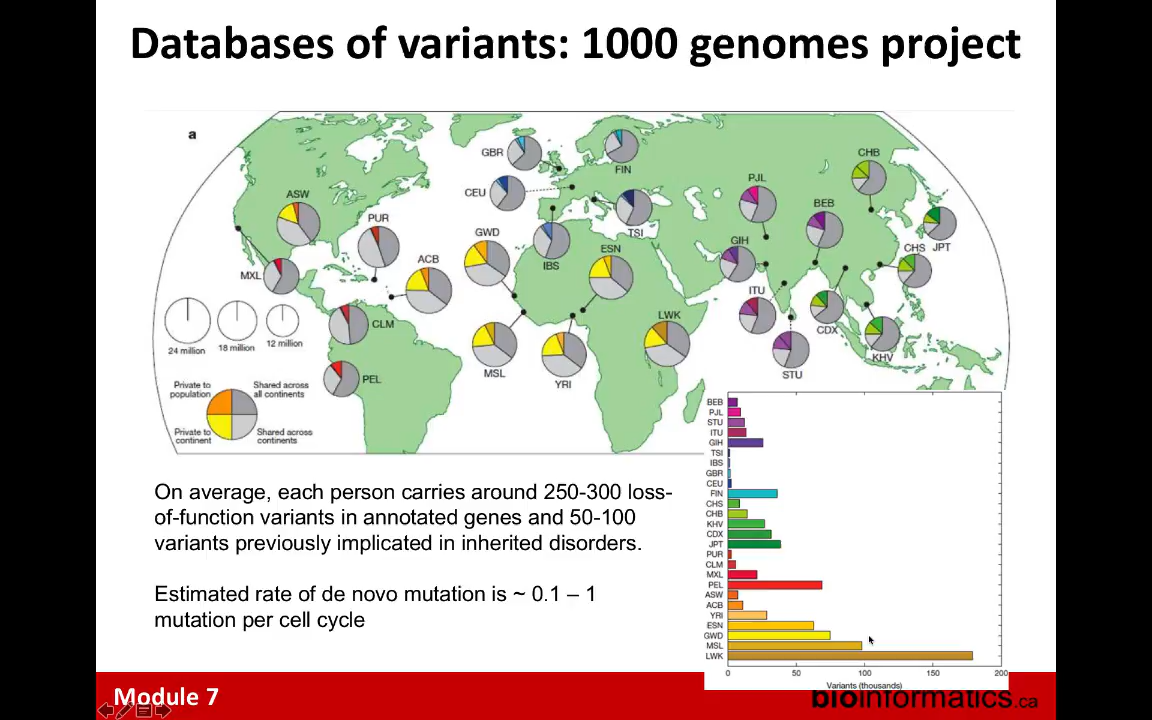 Databases of variants: 1000 genomes project
a
GBR
FIN
CHB
CEU
PJL
ASW
TSI
BEB
PUR
GWD
ESN
GIH
CHS
JPT
ACB
IBS
MXL
ITU
CLM
LWK
CDX
24 million
18 million
12 million
KHV
MSL
YRI
STU
PEL
Private to
population
Shared across
all continents
Private to
continent
Shared across
continents
BEB
PJL
STU
ITU
GIH
TSI
IBS
GBR
CEU
FIN
CHS
CHB
KHV
CDX
JPT
PUR
CLM
MXL
PEL
ASW
ACB
YRI
ESN
GWD
MSL
LWK
0 50 100 150 200
Variants (thousands)
On average, each person carries around 250-300 loss-
of-function variants in annotated genes and 50-100
variants previously implicated in inherited disorders.
Estimated rate of de novo mutation is ~ 0.1 – 1
mutation per cell cycle
Module 7
bioinformatics.ca